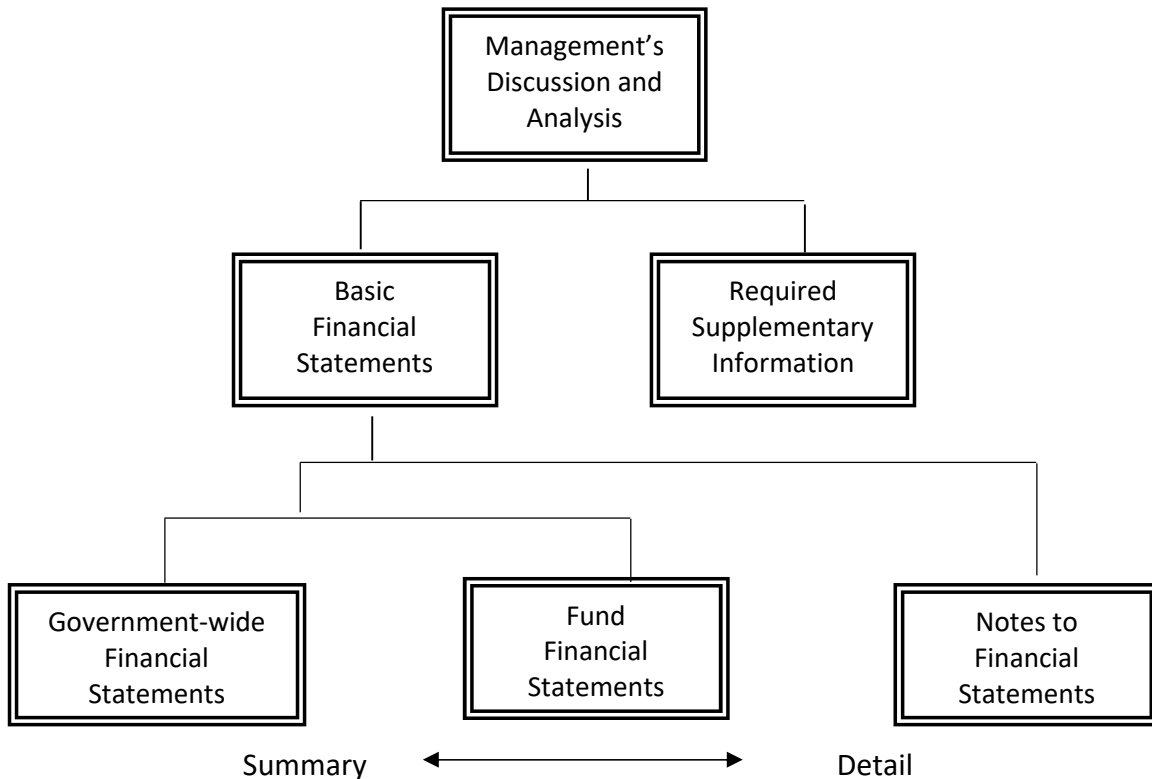 Management’s
Discussion and
Analysis
Basic
Financial
Statements
Required
Supplementary
Information
Government-wide
Financial
Statements
Fund
Financial
Statements
Notes to
Financial
Statements
Summary
Detail